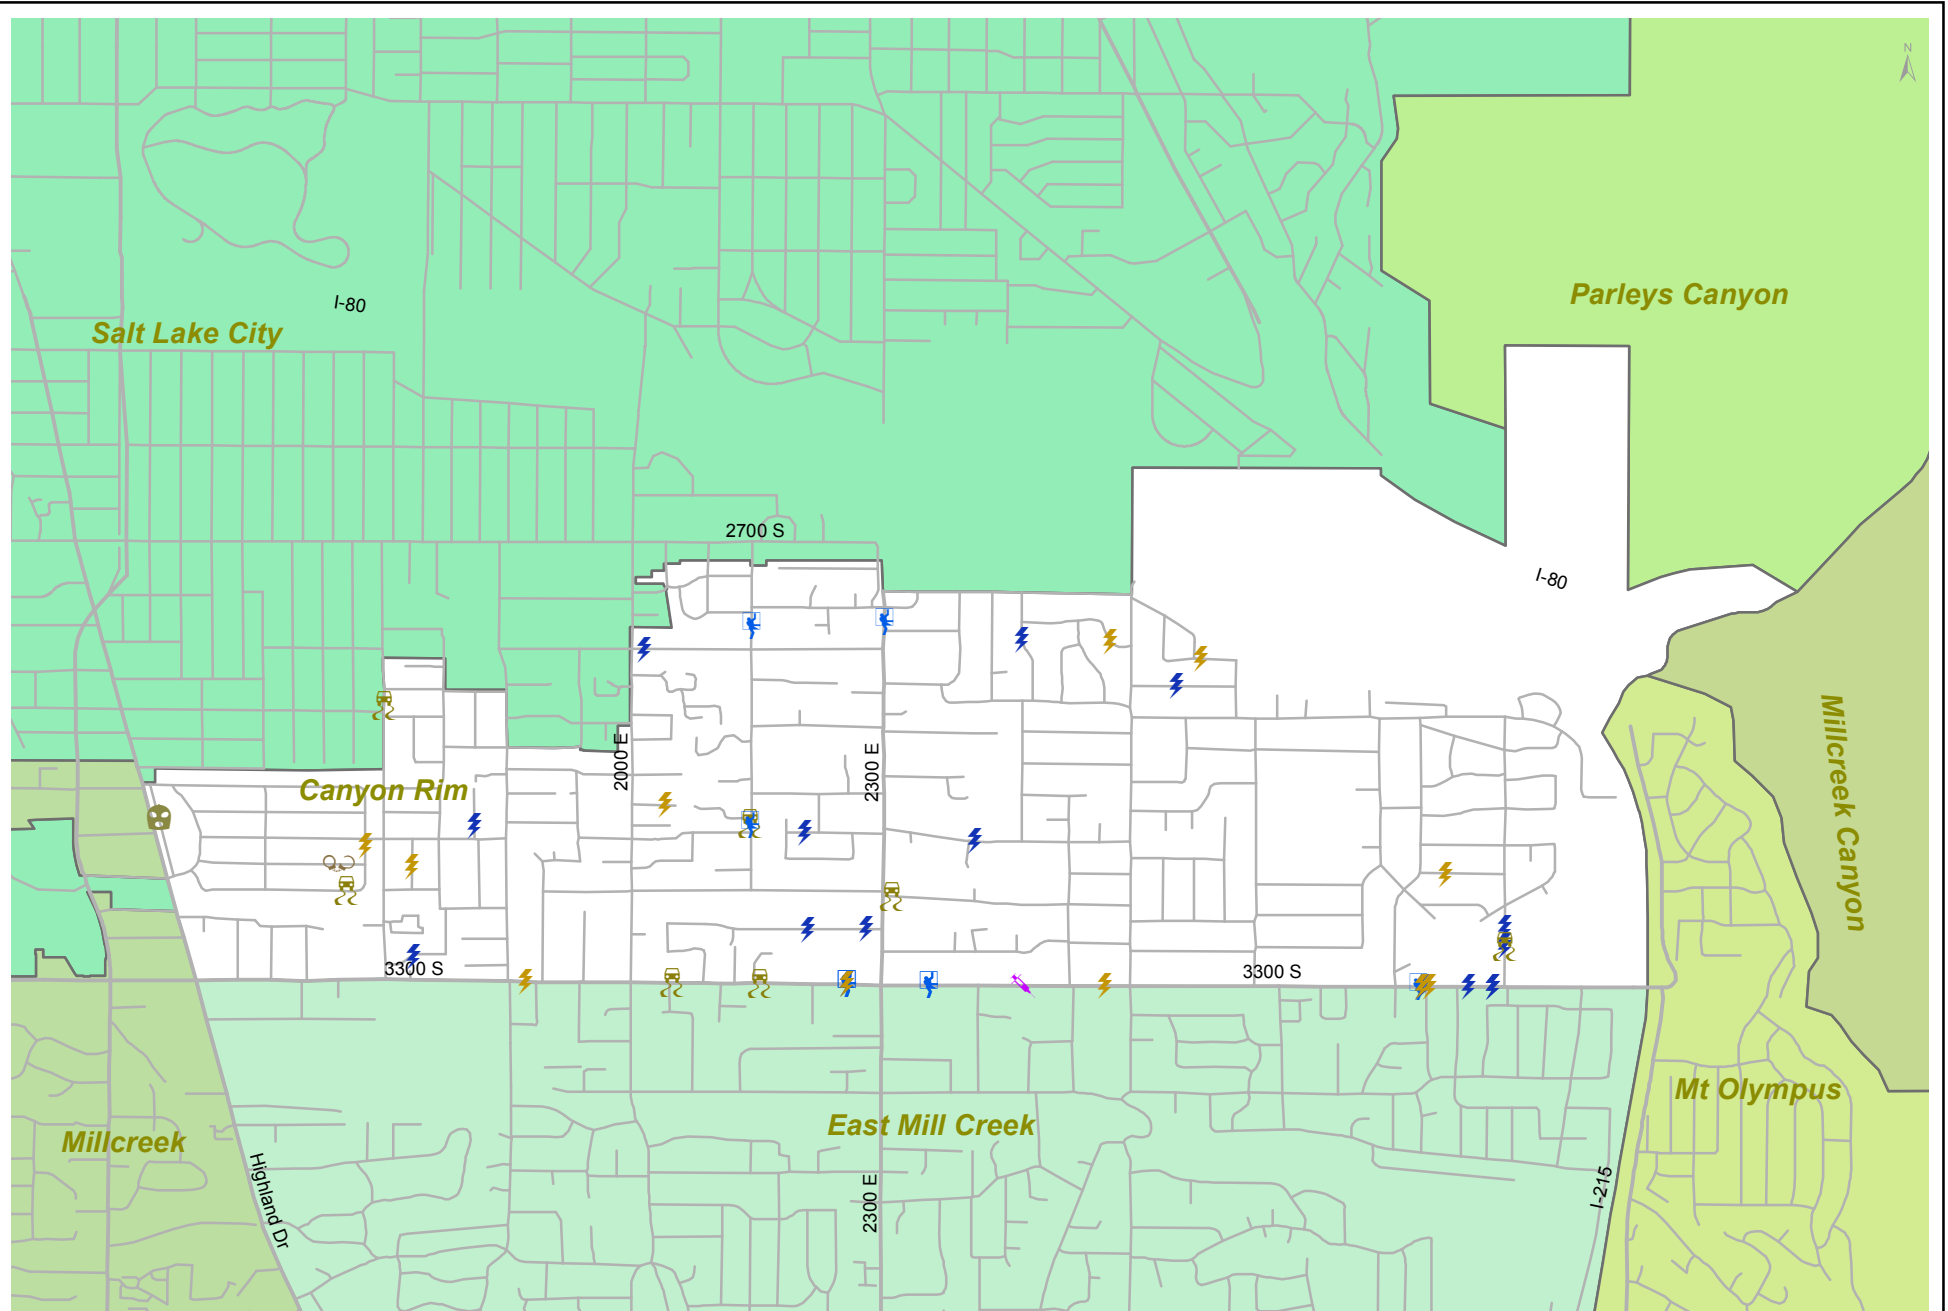 N
Parleys Canyon
I-80
Salt Lake City
2700 S
I-80
Millcreek Canyon
2000 E
2300 E
Canyon Rim
3300 S
3300 S
Mt Olympus
East Mill Creek
Millcreek
Highland Dr
2300 E
I-215